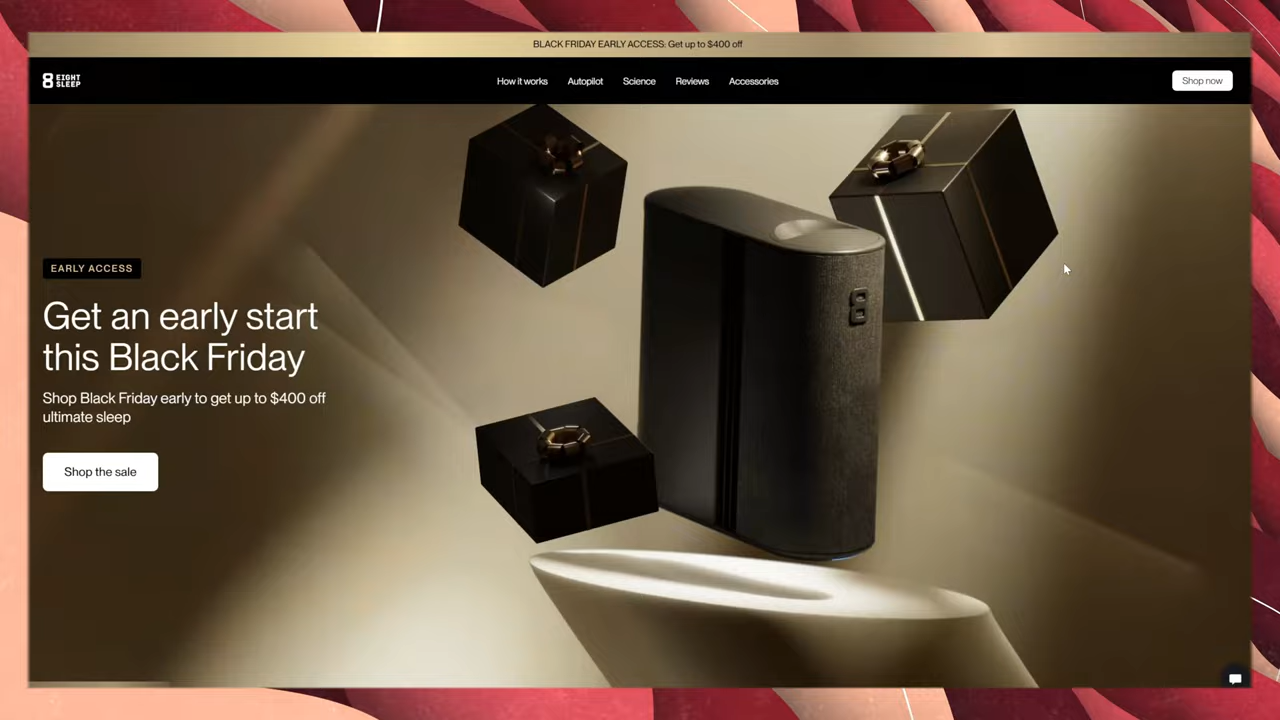 BLACK FRIDAY EARLY ACCESS: Get up to $400 off
8 EIGHT
SLEEP
How it works
Autopilot
Science
Reviews
Accessories
Shop now
8
EARLY ACCESS
Get an early start
this Black Friday
Shop Black Friday early to get up to $400 off
ultimate sleep
Shop the sale